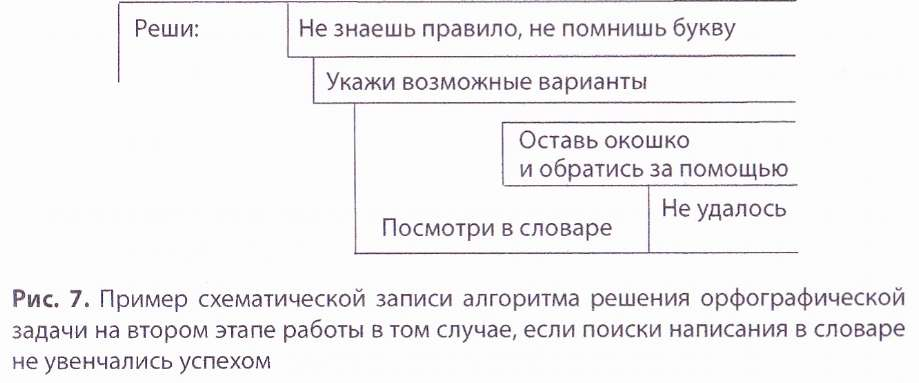 Реши:
Не знаешь правило, не помнишь букву
Укажи возможные варианты
Оставь окошко
и обратись за помощью
Не удалось
Посмотри в словаре
Рис. 7. Пример схематической записи алгоритма решения орфографической
задачи на втором этапе работы в том случае, если поиски написания в словаре
не увенчались успехом